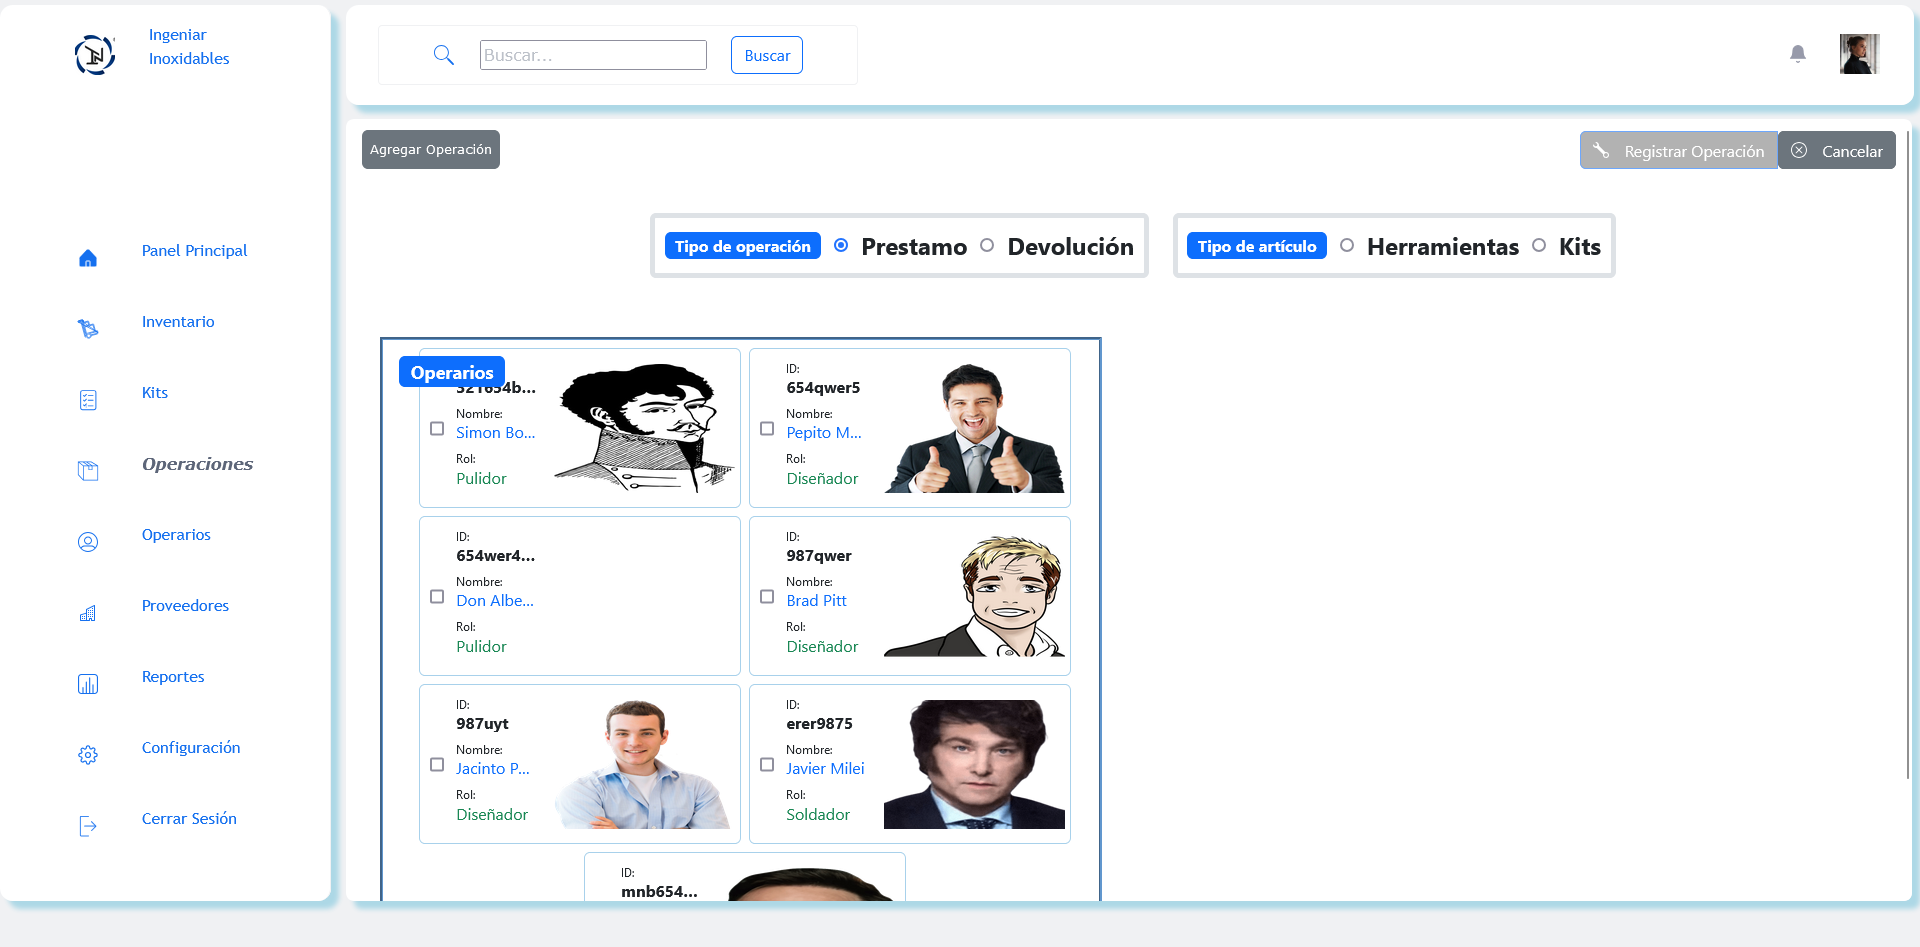 Ingeniar
Inoxidables
Buscar...
Buscar
Panel Principal
Inventario
Kits
Operaciones
Operarios
Proveedores
Reportes
Configuración
Cerrar Sesión
Agregar Operación
Registrar Operación
Cancelar
Tipo de operación Prestamo Devolución
Tipo de artículo Herramientas Kits
Operarios
321654b...
Nombre:
Simon Bo...
Rol:
Pulidor
ID:
654qwer5
Nombre:
Pepito M...
Rol:
Diseñador
ID:
654wer4...
Nombre:
Don Albe...
Rol:
Pulidor
ID:
987qwer
Nombre:
Brad Pitt
Rol:
Diseñador
ID:
987uyt
Nombre:
Jacinto P...
Rol:
Diseñador
ID:
erer9875
Nombre:
Javier Milei
Rol:
Soldador
ID:
mnb654...